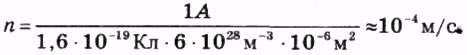 n = 1A / 1,6 · 10⁻¹⁹ Кл · 6 · 10²⁸ м⁻³ · 10⁻⁶ м² ≈ 10⁻⁴ м/с.